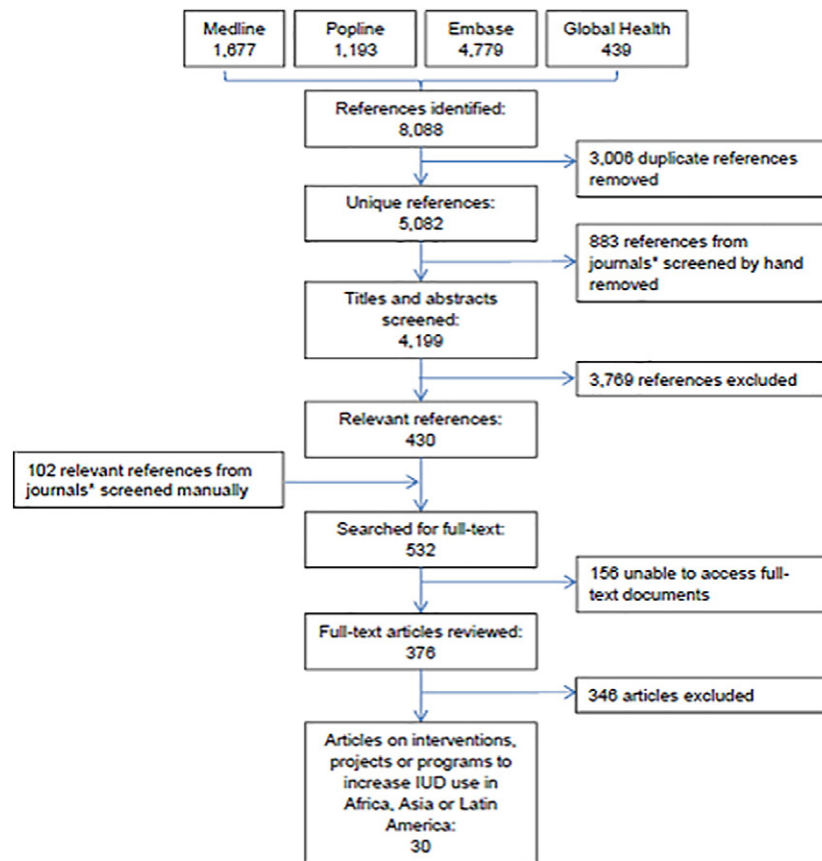 Medline
1,677
Popline
1,193
Embase
4,779
Global Health
439
References identified:
8,088
3,006 duplicate references
removed
Unique references:
5,082
883 references from
journals* screened by hand
removed
Titles and abstracts
screened:
4,199
3,769 references excluded
Relevant references:
430
102 relevant references from
journals* screened manually
Searched for full-text:
532
156 unable to access full-
text documents
Full-text articles reviewed:
376
346 articles excluded
Articles on interventions,
projects or programs to
increase IUD use in
Africa, Asia or Latin
America:
30